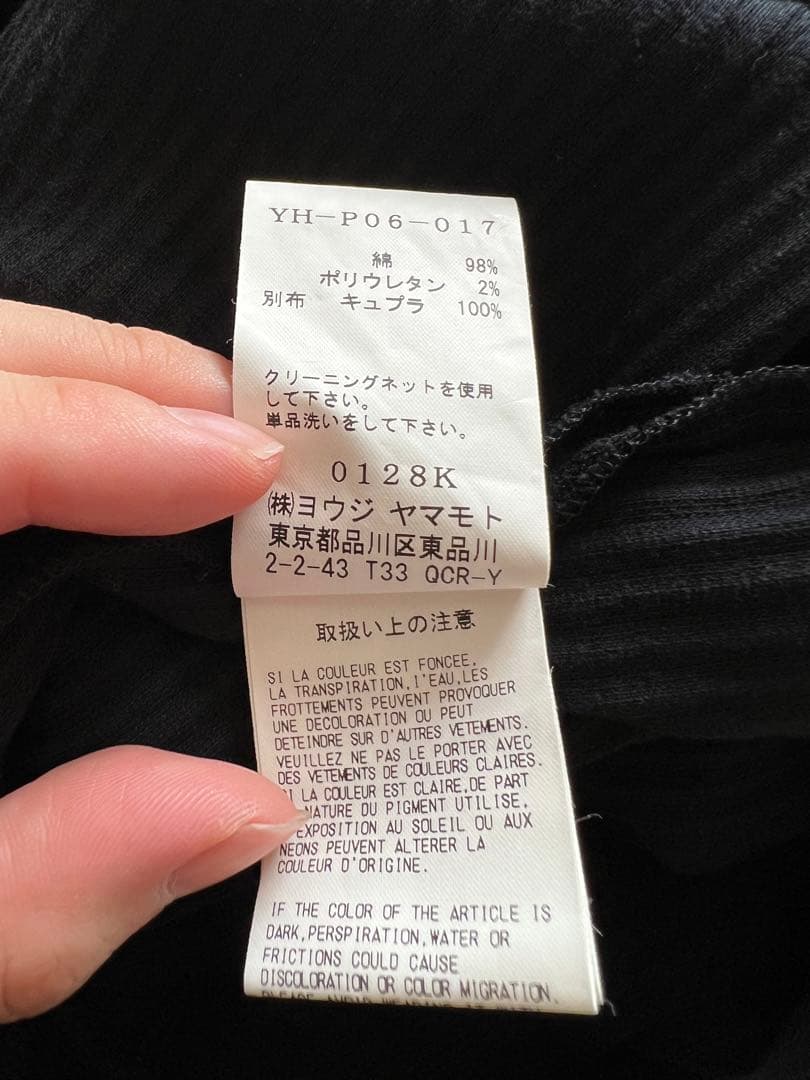 YH-P06-017
綿 98%
ポリウレタン 2%
別布 キュプラ 100%
クリーニングネットを使用
して下さい。
単品洗いをして下さい。
0128K
㈱ヨウジ ヤマモト
東京都品川区東品川
2-2-43 T33 QCR-Y
取扱い上の注意
SI LA COULEUR EST FONCEE,
LA TRANSPIRATION,l'EAU,LES
FROTTEMENTS PEUVENT PROVOQUER
UNE DECOLORATION OU PEUT
DETEINDRE SUR D'AUTRES VETEMENTS.
VEUILLEZ NE PAS LE PORTER AVEC
DES VETEMENTS DE COULEURS CLAIRES.
SI LA COULEUR EST CLAIRE,DE PART
NATURE DU PIGMENT UTILISE,
EXPOSITION AU SOLEIL OU AUX
NEONS PEUVENT ALTERER LA
COULEUR D'ORIGINE.
IF THE COLOR OF THE ARTICLE IS
DARK,PERSPIRATION,WATER OR
FRICTIONS COULD CAUSE
DISCOLORATION OR COLOR MIGRATION.